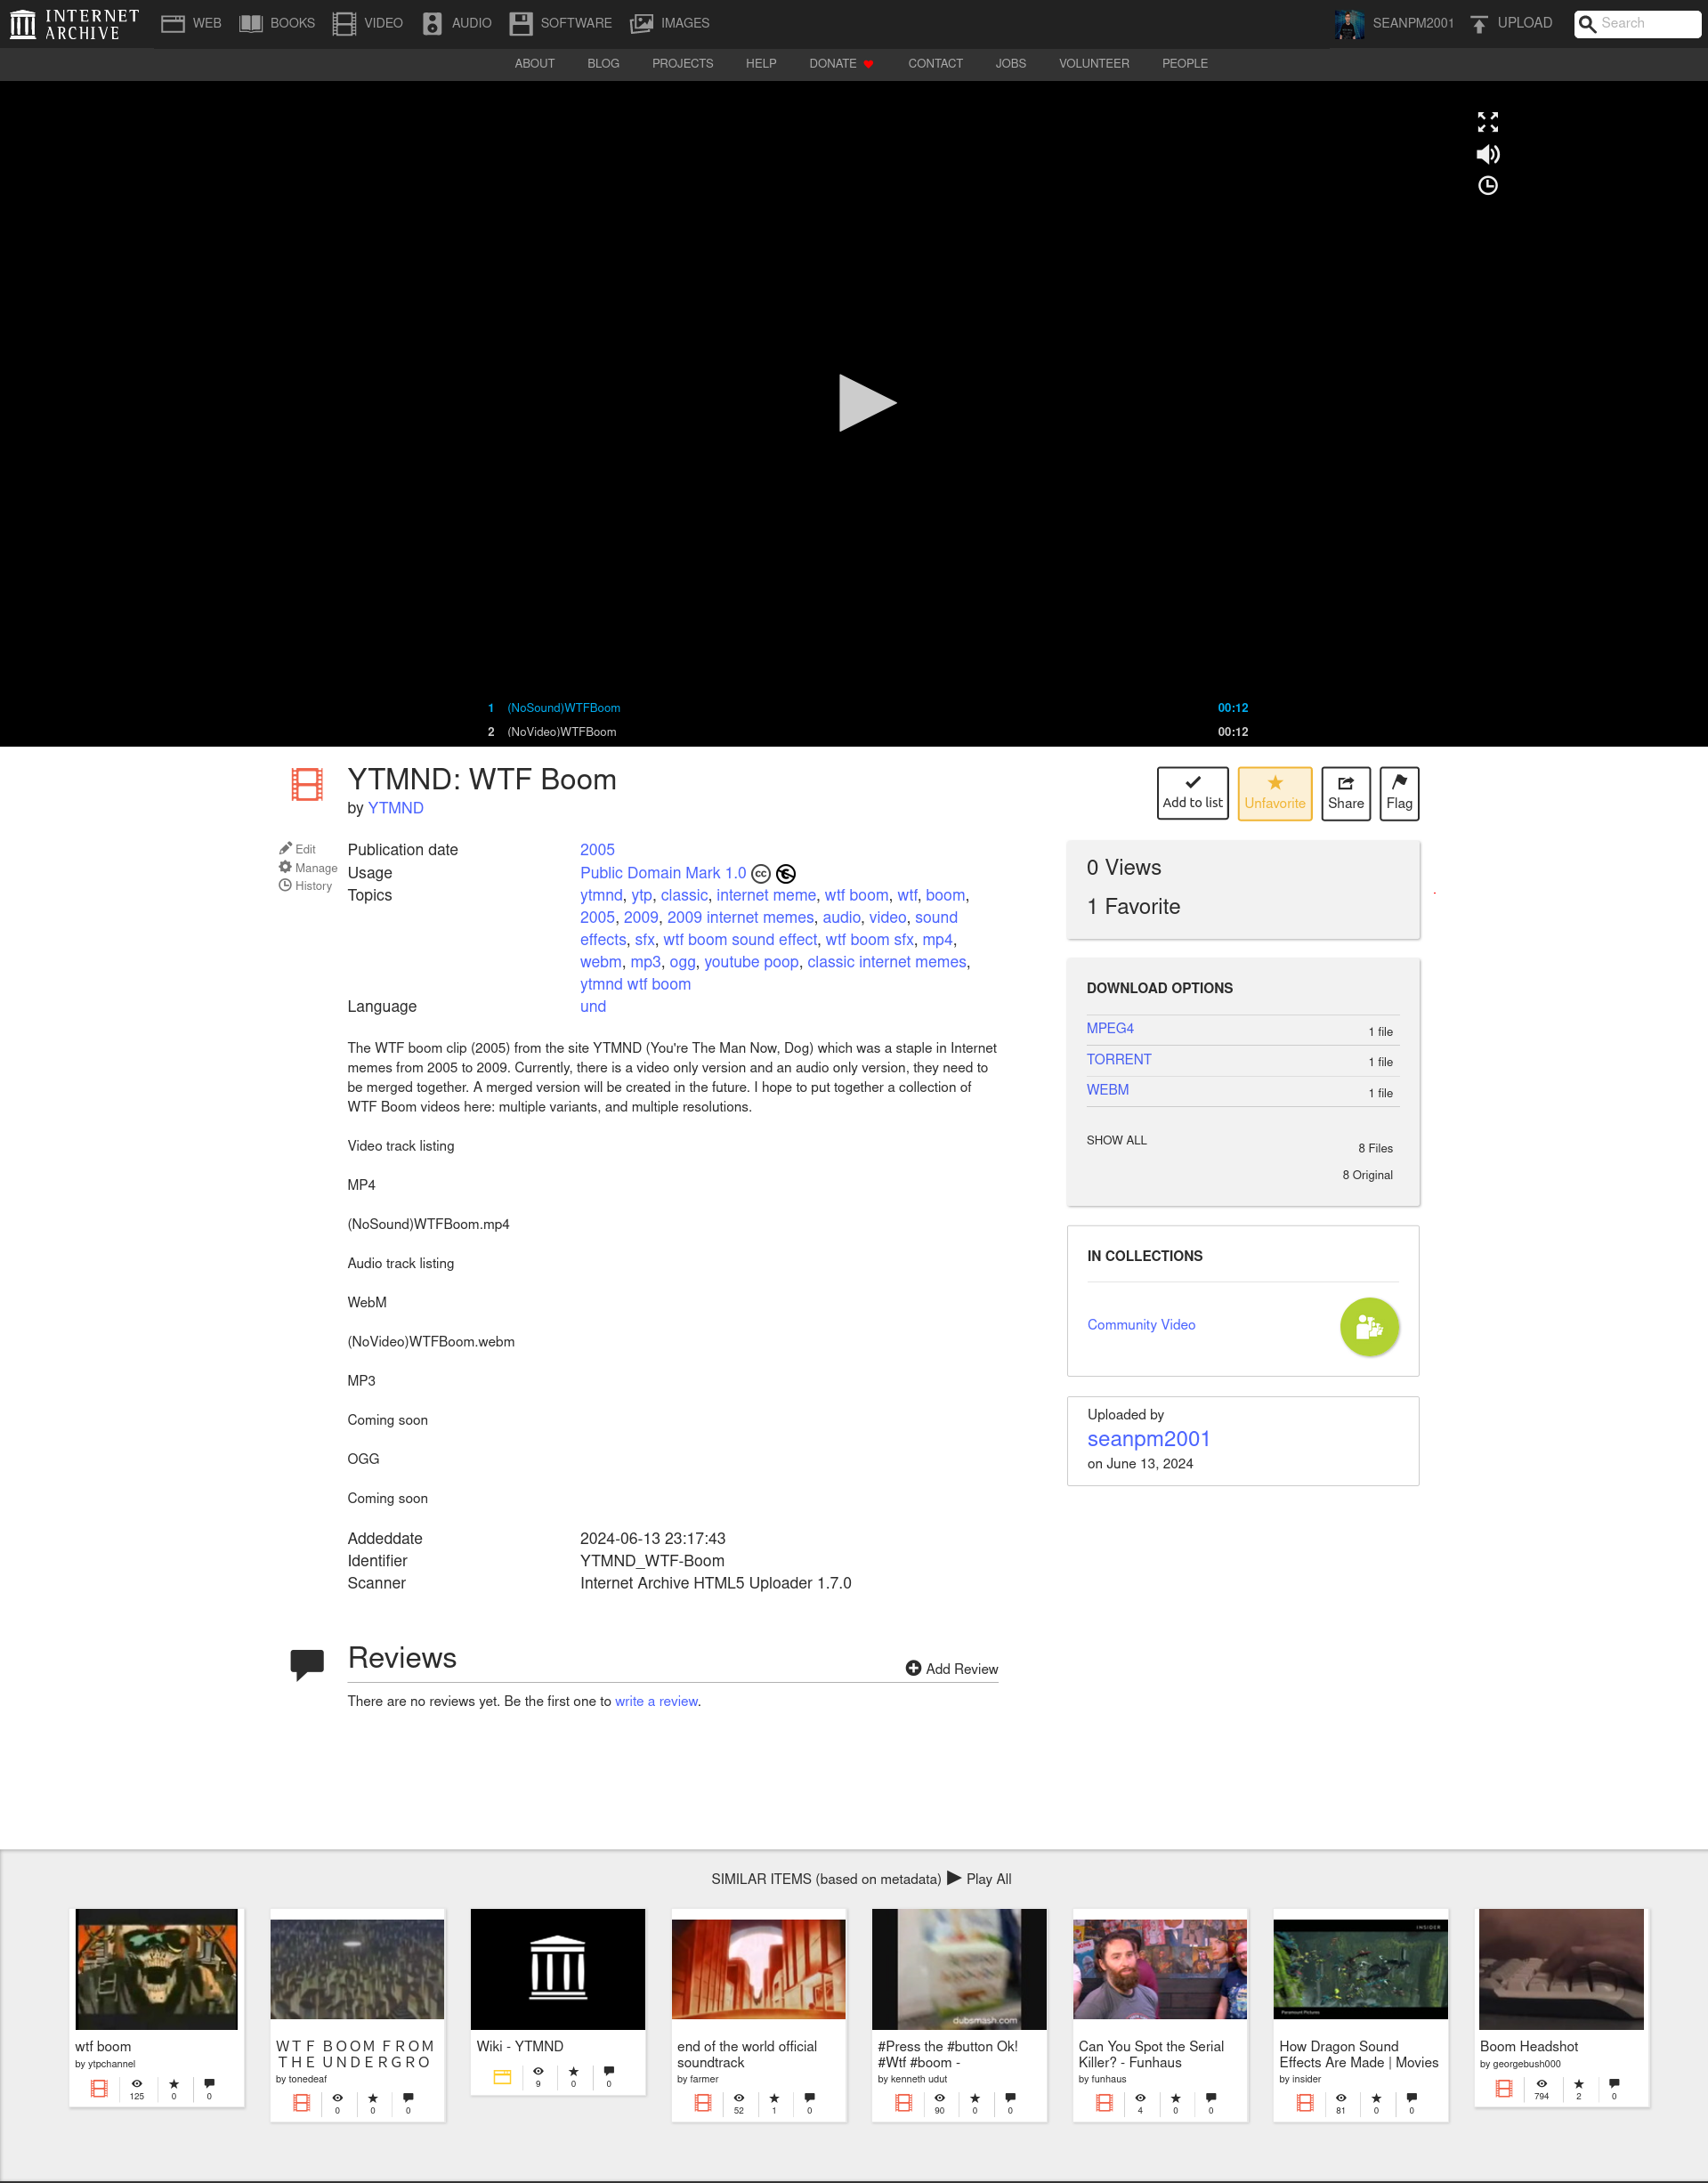 INTERNET ARCHIVE WEB BOOKS VIDEO AUDIO SOFTWARE IMAGES SEANPM2001 UPLOAD Search
ABOUT BLOG PROJECTS HELP DONATE CONTACT JOBS VOLUNTEER PEOPLE
1 (NoSound)WTFBoom 00:12
2 (NoVideo)WTFBoom 00:12
YTMND: WTF Boom
by YTMND
Add to list
Unfavorite
Share
Flag
Edit
Manage
History
Publication date 2005
Usage Public Domain Mark 1.0
Topics ytmnd, ytp, classic, internet meme, wtf boom, wtf, boom,
2005, 2009, 2009 internet memes, audio, video, sound
effects, sfx, wtf boom sound effect, wtf boom sfx, mp4,
webm, mp3, ogg, youtube poop, classic internet memes,
ytmnd wtf boom
Language und
The WTF boom clip (2005) from the site YTMND (You're The Man Now, Dog) which was a staple in Internet
memes from 2005 to 2009. Currently, there is a video only version and an audio only version, they need to
be merged together. A merged version will be created in the future. I hope to put together a collection of
WTF Boom videos here: multiple variants, and multiple resolutions.
Video track listing
MP4
(NoSound)WTFBoom.mp4
Audio track listing
WebM
(NoVideo)WTFBoom.webm
MP3
Coming soon
OGG
Coming soon
Addeddate 2024-06-13 23:17:43
Identifier YTMND_WTF-Boom
Scanner Internet Archive HTML5 Uploader 1.7.0
0 Views
1 Favorite
DOWNLOAD OPTIONS
MPEG4 1 file
TORRENT 1 file
WEBM 1 file
SHOW ALL 8 Files
8 Original
IN COLLECTIONS
Community Video
Uploaded by
seanpm2001
on June 13, 2024
Reviews
Add Review
There are no reviews yet. Be the first one to write a review.
SIMILAR ITEMS (based on metadata) Play All
wtf boom
by ytpchannel
125 0 0
W T F B O O M F R O M
T H E U N D E R G R O
by tonedeaf
0 0 0
Wiki - YTMND
9 0 0
end of the world official
soundtrack
by farmer
52 1 0
dubsmash.com
#Press the #button Ok!
#Wtf #boom -
by kenneth udut
90 0 0
Can You Spot the Serial
Killer? - Funhaus
by funhaus
4 0 0
INSIDER
Paramount Pictures
How Dragon Sound
Effects Are Made | Movies
by insider
81 0 0
Boom Headshot
by georgebush000
794 2 0